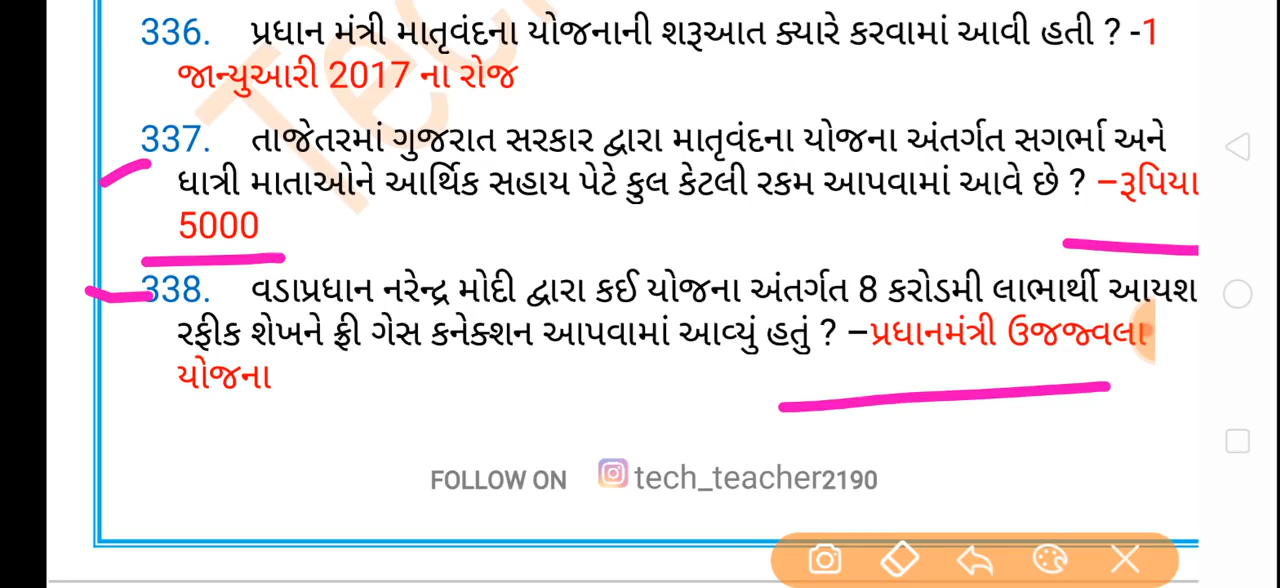 336. પ્રધાન મંત્રી માતૃવંદના યોજનાની શરૂઆત ક્યારે કરવામાં આવી હતી ? -1
જાન્યુઆરી 2017 ના રોજ
337. તાજેતરમાં ગુજરાત સરકાર દ્વારા માતૃવંદના યોજના અંતર્ગત સગર્ભા અને
ધાત્રી માતાઓને આર્થિક સહાય પેટે કુલ કેટલી રકમ આપવામાં આવે છે ? –રૂપિયા
5000
338. વડાપ્રધાન નરેન્દ્ર મોદી દ્વારા કઈ યોજના અંતર્ગત 8 કરોડમી લાભાર્થી આયશ
રફીક શેખને ફ્રી ગેસ કનેક્શન આપવામાં આવ્યું હતું ? –પ્રધાનમંત્રી ઉજજ્વલા
યોજના
FOLLOW ON tech_teacher2190